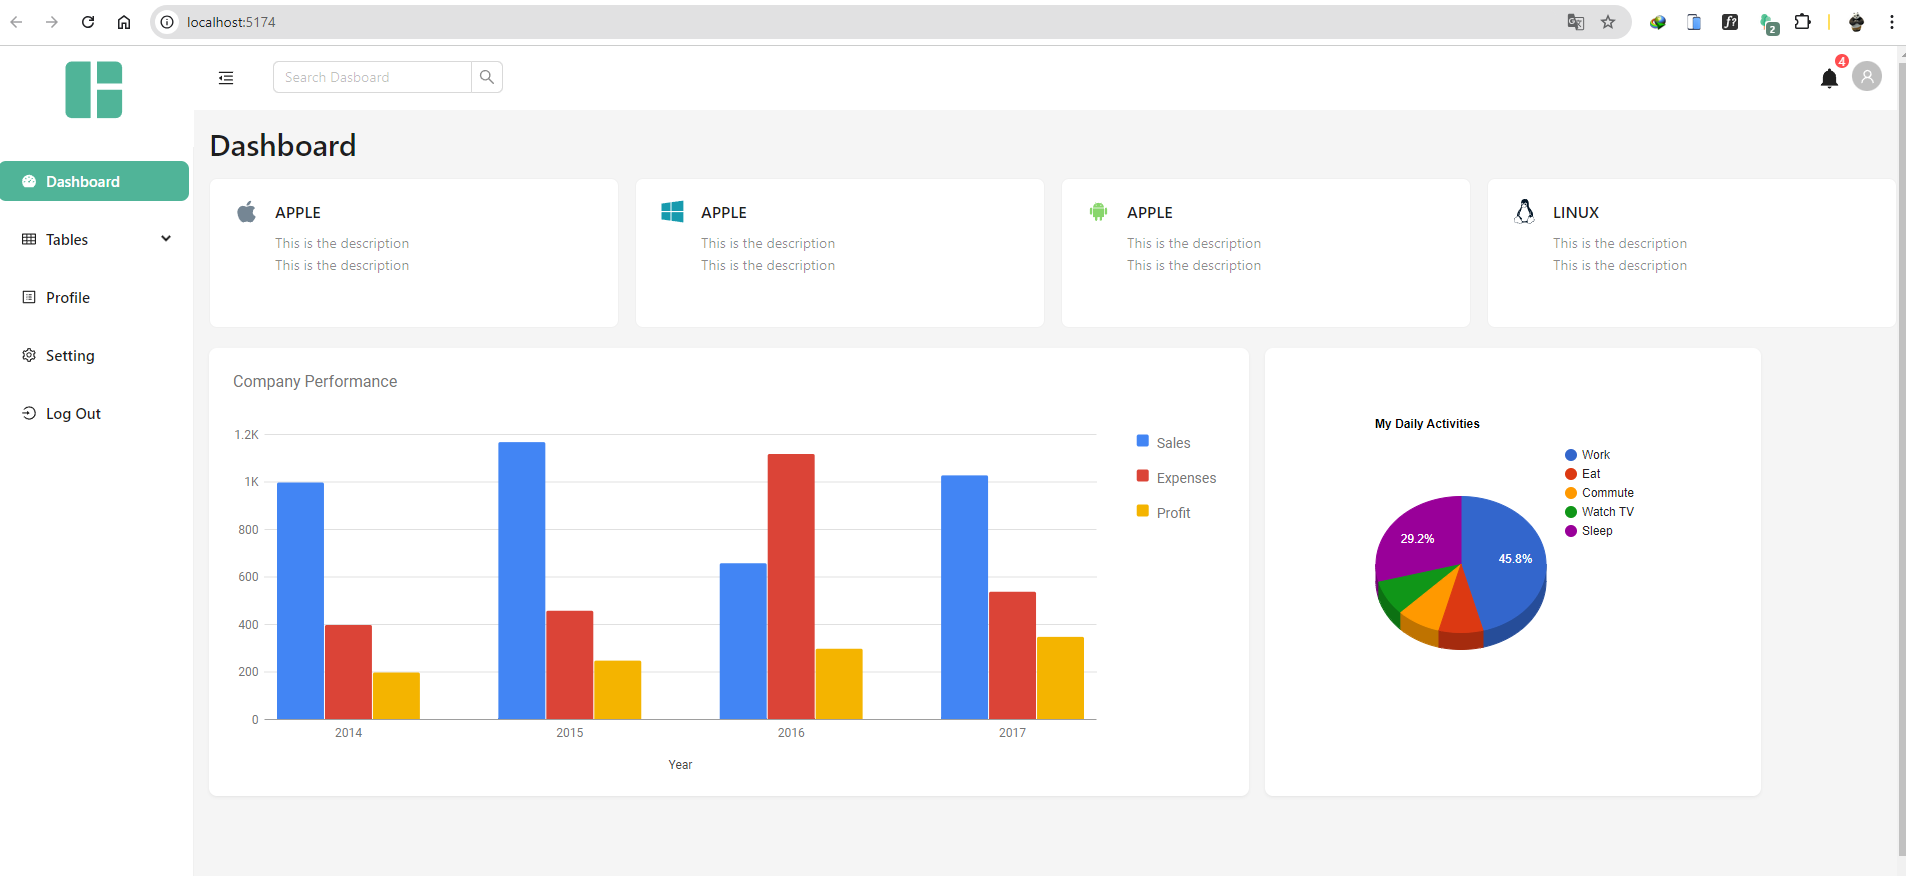 localhost:5174
2
Search Dasboard
4
Dashboard
Dashboard
Tables
Profile
Setting
Log Out
APPLE
This is the description
This is the description
APPLE
This is the description
This is the description
APPLE
This is the description
This is the description
LINUX
This is the description
This is the description
Company Performance
1.2K
1K
800
600
400
200
0
2014
2015
2016
2017
Year
Sales
Expenses
Profit
My Daily Activities
Work
Eat
Commute
Watch TV
Sleep
29.2%
45.8%